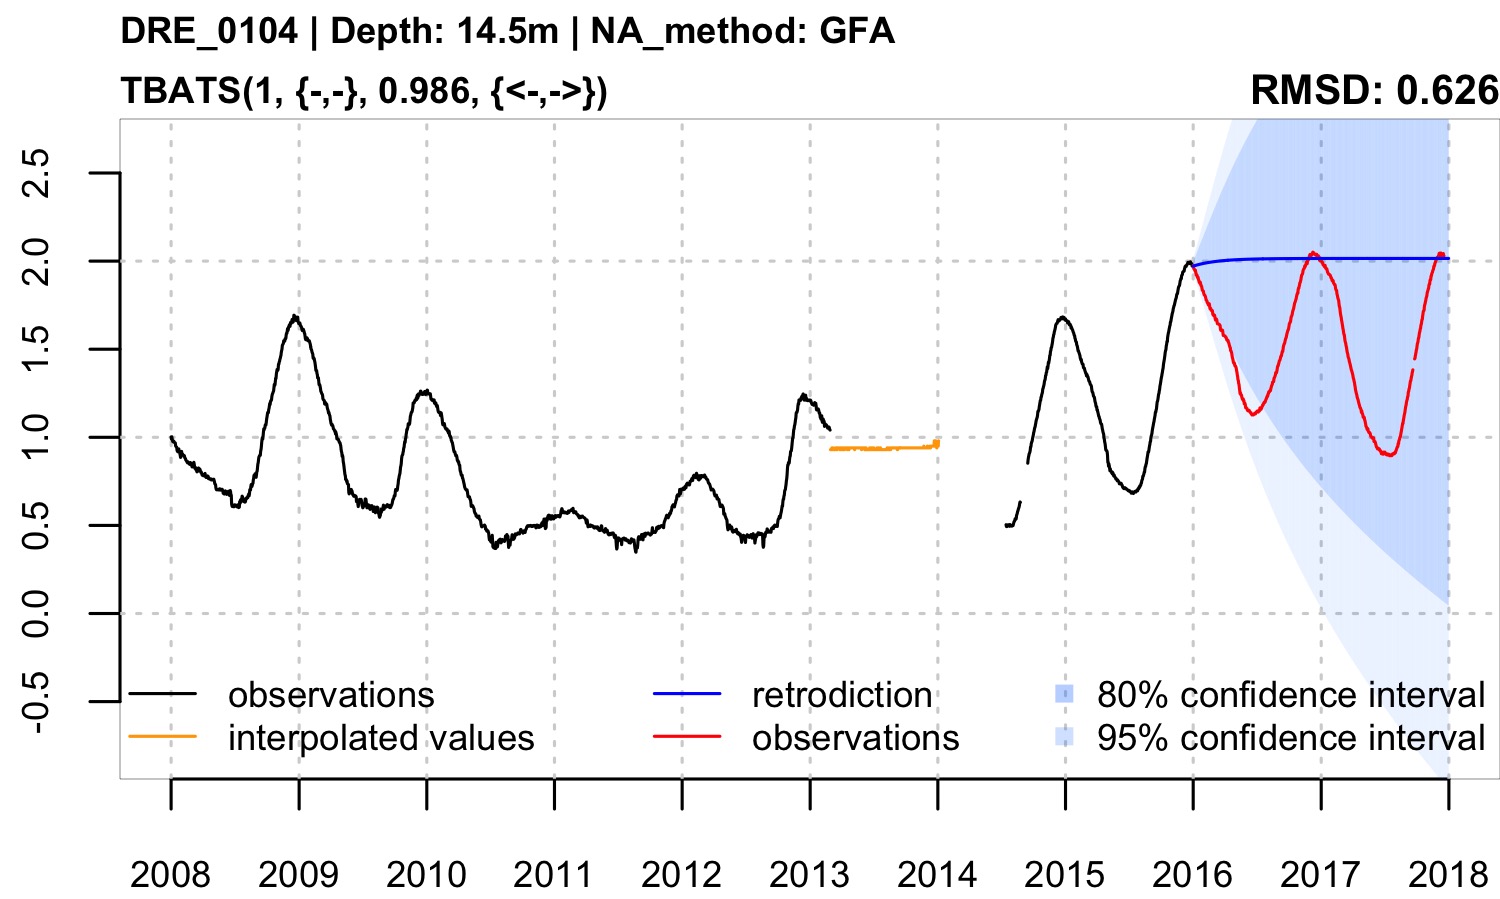 DRE_0104 | Depth: 14.5m | NA_method: GFA
TBATS(1, {-,-}, 0.986, {<-,->})
RMSD: 0.626
2.5
2.0
1.5
1.0
0.5
0.0
-0.5
observations
interpolated values
retrodiction
observations
80% confidence interval
95% confidence interval
2008 2009 2010 2011 2012 2013 2014 2015 2016 2017 2018